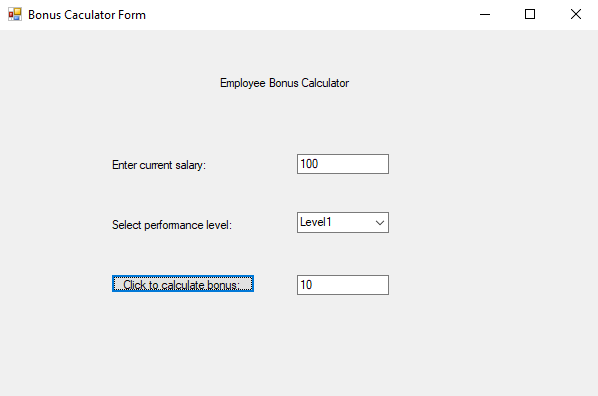 Bonus Caculator Form
Employee Bonus Calculator
Enter current salary:
100
Select performance level:
Level1
Click to calculate bonus:
10